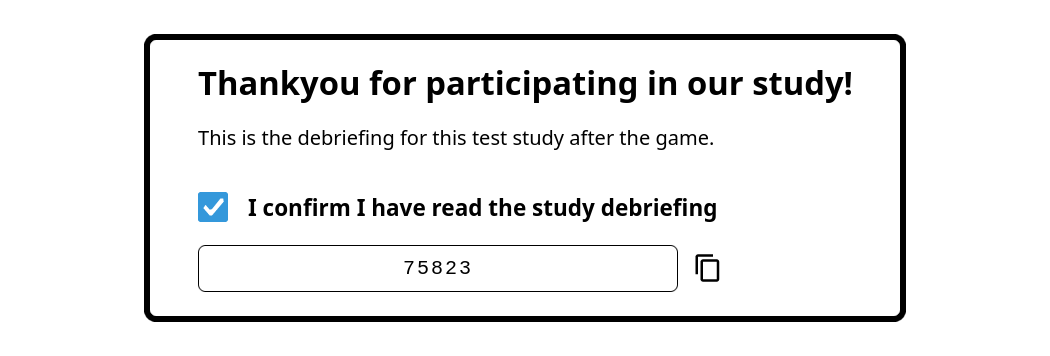 Thankyou for participating in our study!
This is the debriefing for this test study after the game.
I confirm I have read the study debriefing
75823